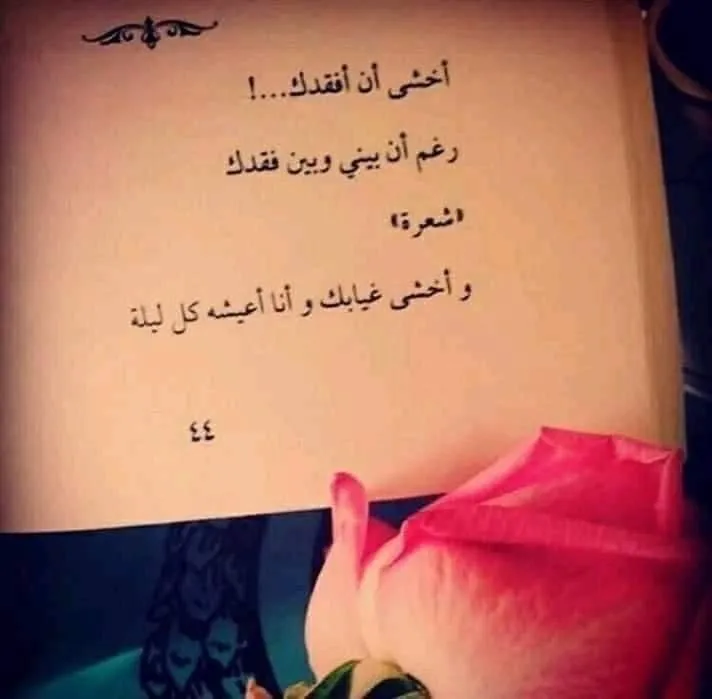 أخشى أن أفقدك...!
رغم أن بيني وبين فقدك
«شعرة»
و أخشى غيابك و أنا أعيشه كل ليلة
٤٤